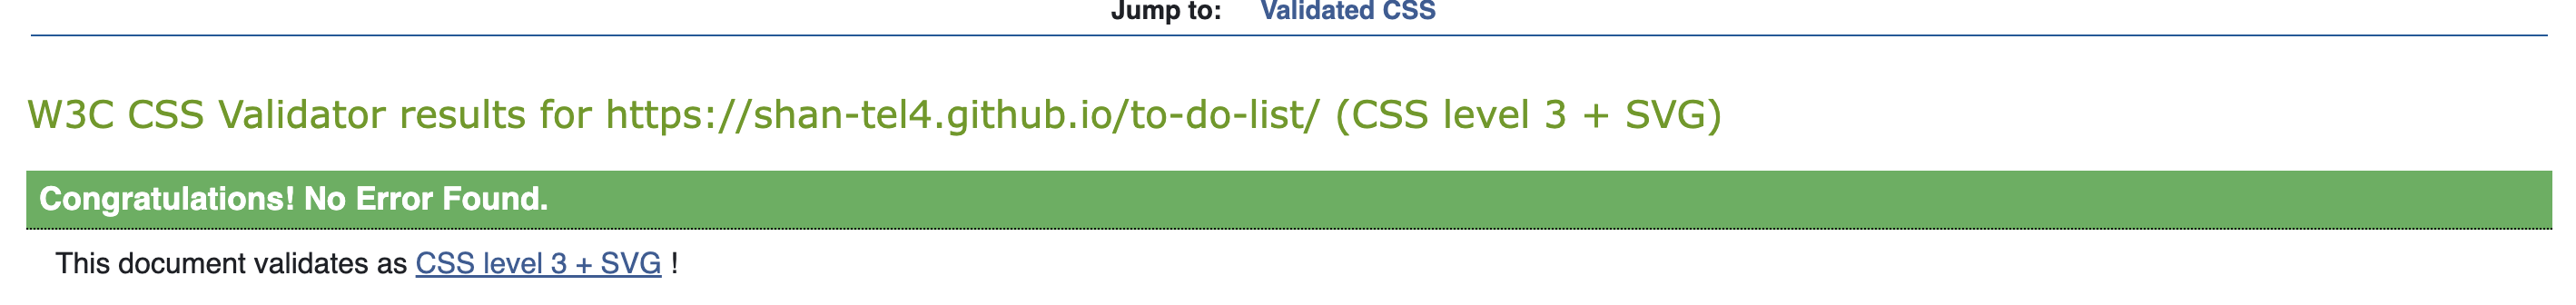 Jump to: Validated CSS
W3C CSS Validator results for https://shan-tel4.github.io/to-do-list/ (CSS level 3 + SVG)
Congratulations! No Error Found.
This document validates as CSS level 3 + SVG !